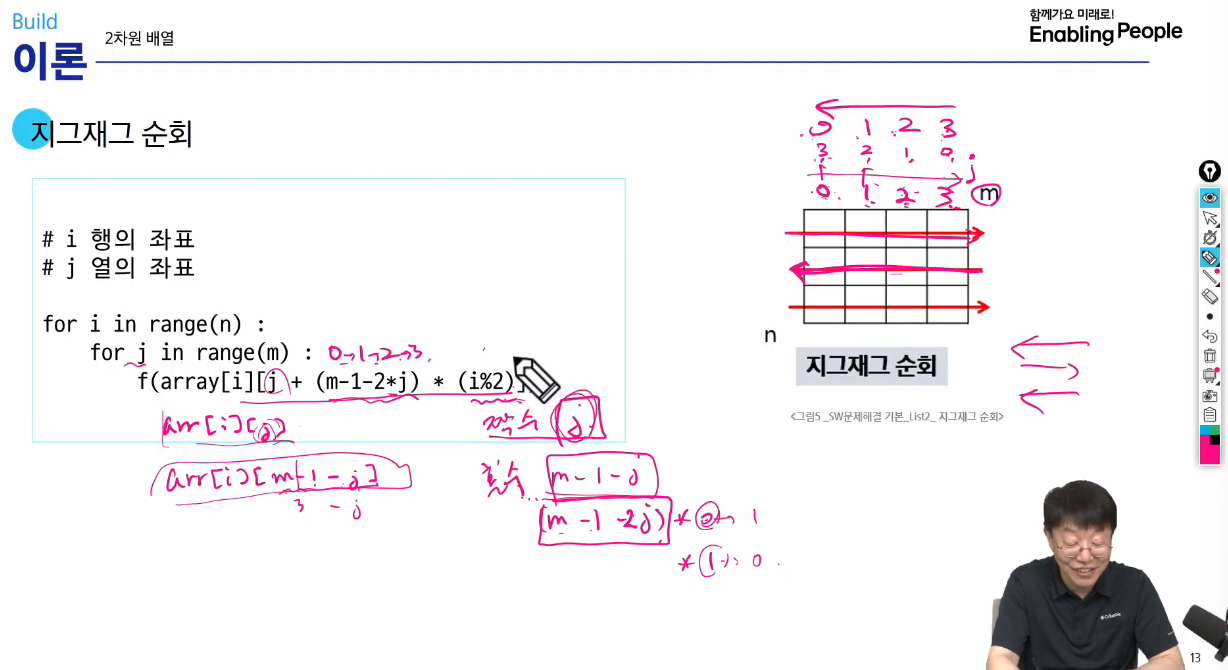 Build
이론
2차원 배열
함께가요 미래로!
Enabling People
지그재그 순회
# i 행의 좌표
# j 열의 좌표
for i in range(n) :
for j in range(m) : 0→1→2→3.
f(array[i][j + (m-1-2*j) * (i%2)]
arr[i][j]
짝수 j
arr[i][m-1-j]
3 - j
홀수 m-1-j
(m-1-2j) * 0→ 1
* 1→ 0
0 1 2 3
3 2 1 0 j
0 1 2 3 m
n
지그재그 순회
<그림5 _SW문제해결 기본_List2_ 지그재그 순회>
Columbia
13